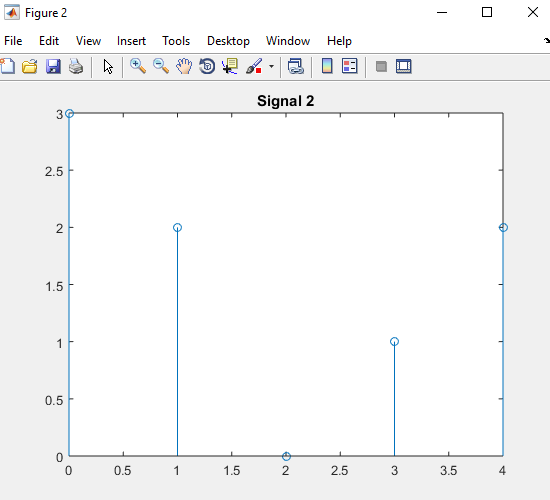 Figure 2
File Edit View Insert Tools Desktop Window Help
Signal 2
3
2.5
2
1.5
1
0.5
0
0 0.5 1 1.5 2 2.5 3 3.5 4